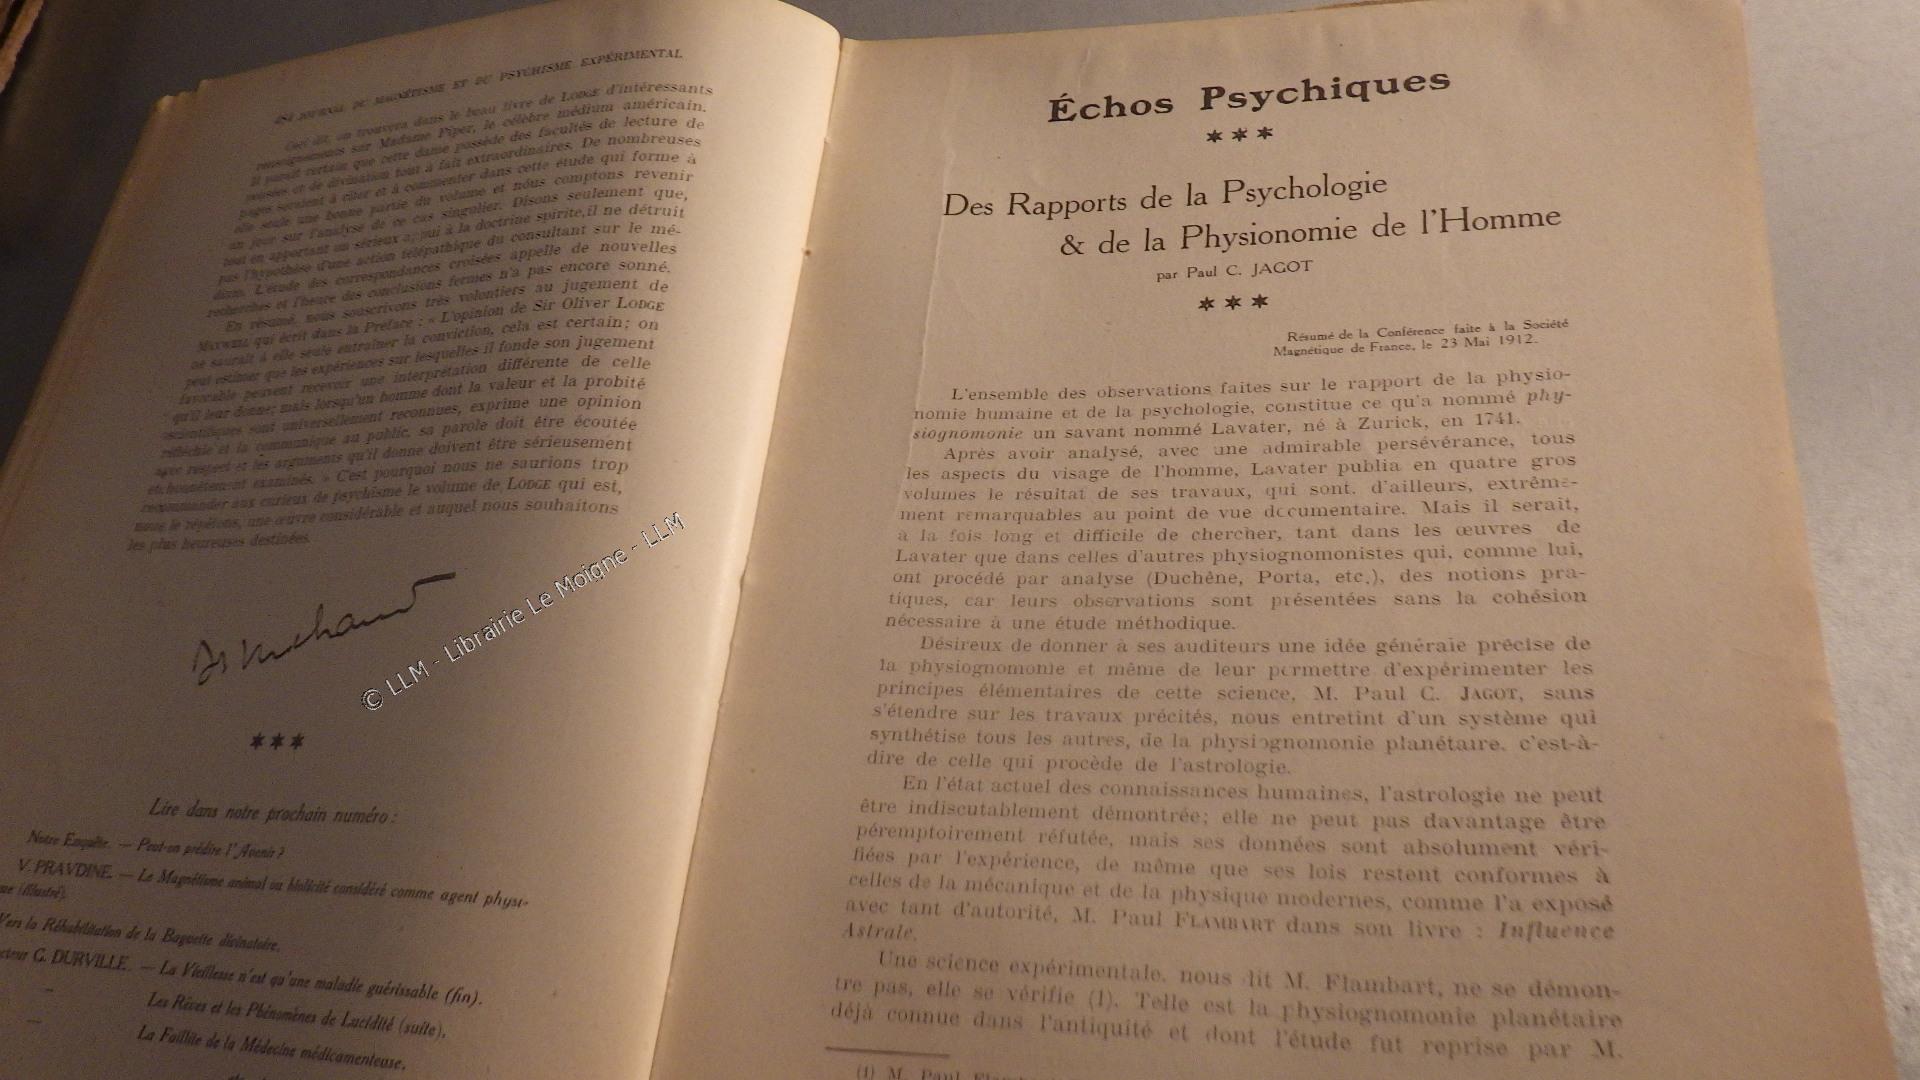 484 JOURNAL DU MAGNÉTISME ET DU PSYCHISME EXPÉRIMENTAL
Ceci dit, on trouvera dans le beau livre de LODGE d'intéressants
renseignements sur Madame Piper, le célèbre médium américain.
Il paraît certain que cette dame possède des facultés de lecture de
pensées et de divination tout à fait extraordinaires. De nombreuses
pages seraient à citer et à commenter dans cette étude qui forme à
elle seule une bonne partie du volume et nous comptons revenir
un jour sur l'analyse de ce cas singulier. Disons seulement que,
tout en apportant un sérieux appui à la doctrine spirite, il ne détruit
pas l'hypothèse d'une action télépathique du consultant sur le mé-
dium. L'étude des correspondances croisées appelle de nouvelles
recherches et l'heure des conclusions fermes n'a pas encore sonné.
En résumé, nous souscrivons très volontiers au jugement de
MAXWELL qui écrit dans la Préface : « L'opinion de Sir Oliver LODGE
ne saurait à elle seule entraîner la conviction, cela est certain; on
peut estimer que les expériences sur lesquelles il fonde son jugement
favorable peuvent recevoir une interprétation différente de celle
qu'il leur donne; mais lorsqu'un homme dont la valeur et la probité
scientifiques sont universellement reconnues, exprime une opinion
réfléchie et la communique au public, sa parole doit être écoutée
avec respect et les arguments qu'il donne doivent être sérieusement
et honnêtement examinés. » C'est pourquoi nous ne saurions trop
recommander aux curieux de psychisme le volume de LODGE qui est,
nous le répétons, une œuvre considérable et auquel nous souhaitons
les plus heureuses destinées.
© LLM - Librairie Le Moigne - LLM
***
Lire dans notre prochain numéro :
Notre Enquête. — Peut-on prédire l'Avenir ?
V. PRAVDINE. — Le Magnétisme animal ou biolicité considéré comme agent physi-
que (illustré).
Vers la Réhabilitation de la Baguette divinatoire.
G. DURVILLE. — La Vieillesse n'est qu'une maladie guérissable (fin).
— Les Rêves et les Phénomènes de Lucidité (suite).
— La Faillite de la Médecine médicamenteuse.
Échos Psychiques
***
Des Rapports de la Psychologie
& de la Physionomie de l'Homme
par Paul C. JAGOT
***
Résumé de la Conférence faite à la Société
Magnétique de France, le 23 Mai 1912.
L'ensemble des observations faites sur le rapport de la physio-
nomie humaine et de la psychologie, constitue ce qu'a nommé phy-
siognomonie un savant nommé Lavater, né à Zurick, en 1741.
Après avoir analysé, avec une admirable persévérance, tous
les aspects du visage de l'homme, Lavater publia en quatre gros
volumes le résultat de ses travaux, qui sont. d'ailleurs, extrême-
ment remarquables au point de vue documentaire. Mais il serait,
à la fois long et difficile de chercher, tant dans les œuvres de
Lavater que dans celles d'autres physiognomonistes qui, comme lui,
ont procédé par analyse (Duchêne, Porta, etc.), des notions pra-
tiques, car leurs observations sont présentées sans la cohésion
nécessaire à une étude méthodique.
Désireux de donner à ses auditeurs une idée générale précise de
la physiognomonie et même de leur permettre d'expérimenter les
principes élémentaires de cette science, M. Paul C. JAGOT, sans
s'étendre sur les travaux précités, nous entretint d'un système qui
synthétise tous les autres, de la physiognomonie planétaire. c'est-à-
dire de celle qui procède de l'astrologie.
En l'état actuel des connaissances humaines, l'astrologie ne peut
être indiscutablement démontrée; elle ne peut pas davantage être
péremptoirement réfutée, mais ses données sont absolument véri-
fiées par l'expérience, de même que ses lois restent conformes à
celles de la mécanique et de la physique modernes, comme l'a exposé
avec tant d'autorité, M. Paul FLAMBART dans son livre : Influence
Astrale.
Une science expérimentale. nous dit M. Flambart, ne se démon-
tre pas, elle se vérifie (1). Telle est la physiognomonie planétaire
déjà connue dans l'antiquité et dont l'étude fut reprise par M.
(1) M. Paul